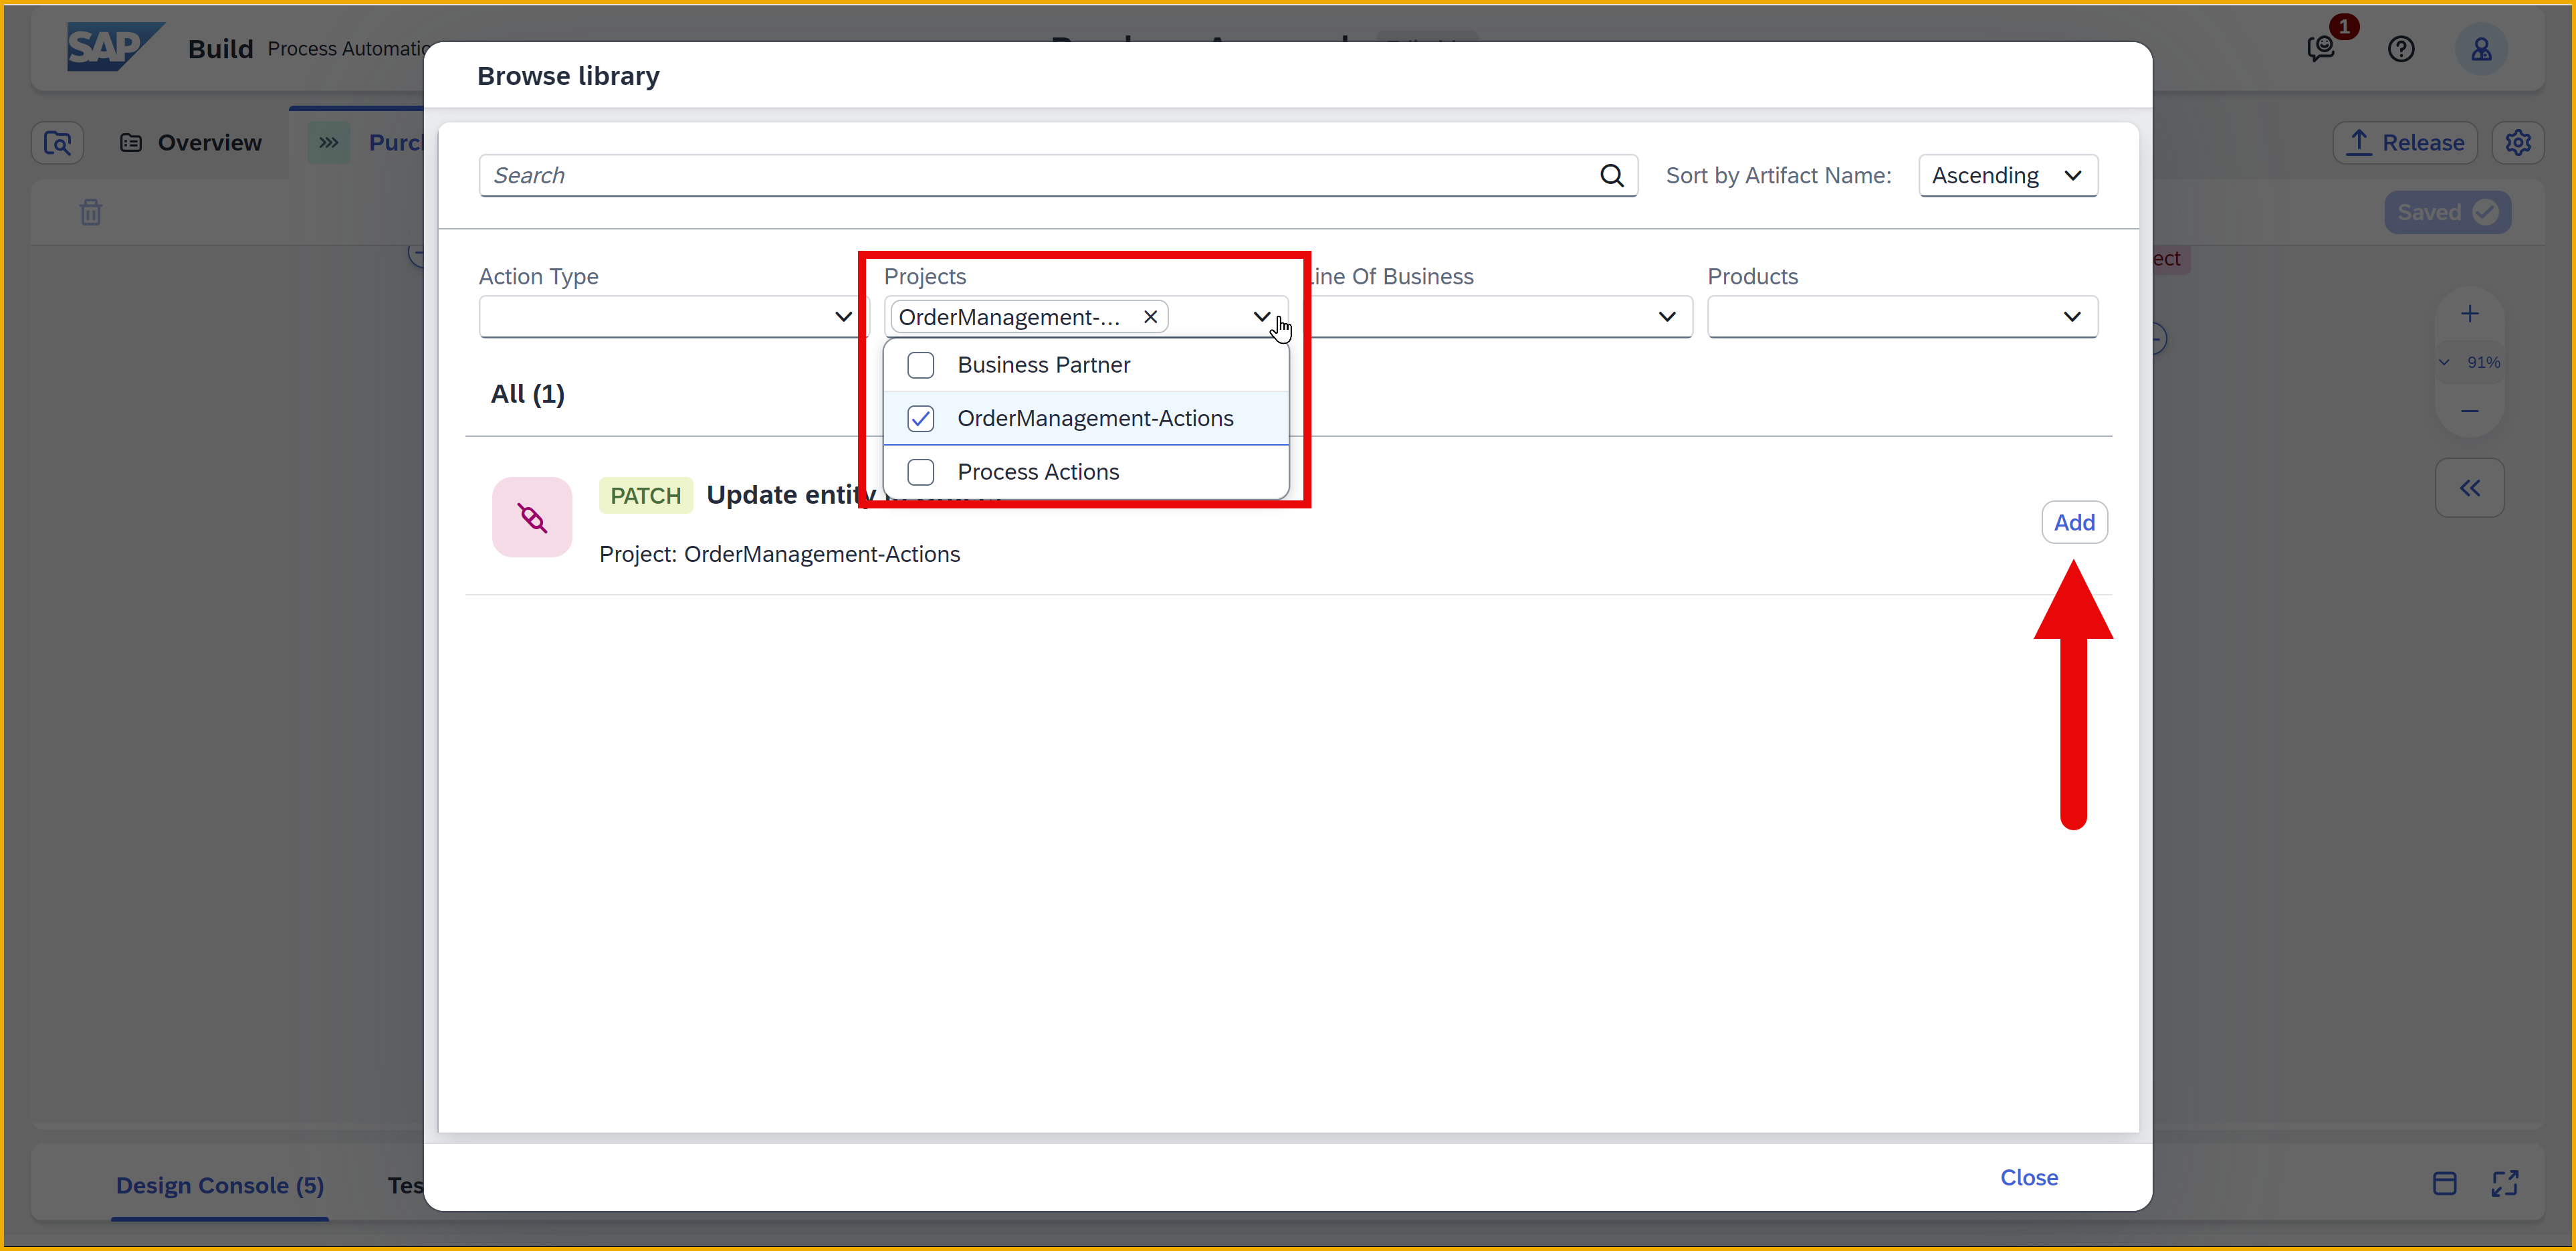 SAP Build Process Automatic
1
Browse library
Overview
Purc
Release
Search
Sort by Artifact Name:
Ascending
Saved
Action Type
Projects
ine Of Business
Products
OrderManagement-...
ect
Business Partner
91%
All (1)
OrderManagement-Actions
Process Actions
PATCH Update entity
Add
Project: OrderManagement-Actions
Close
Design Console (5)
Tes